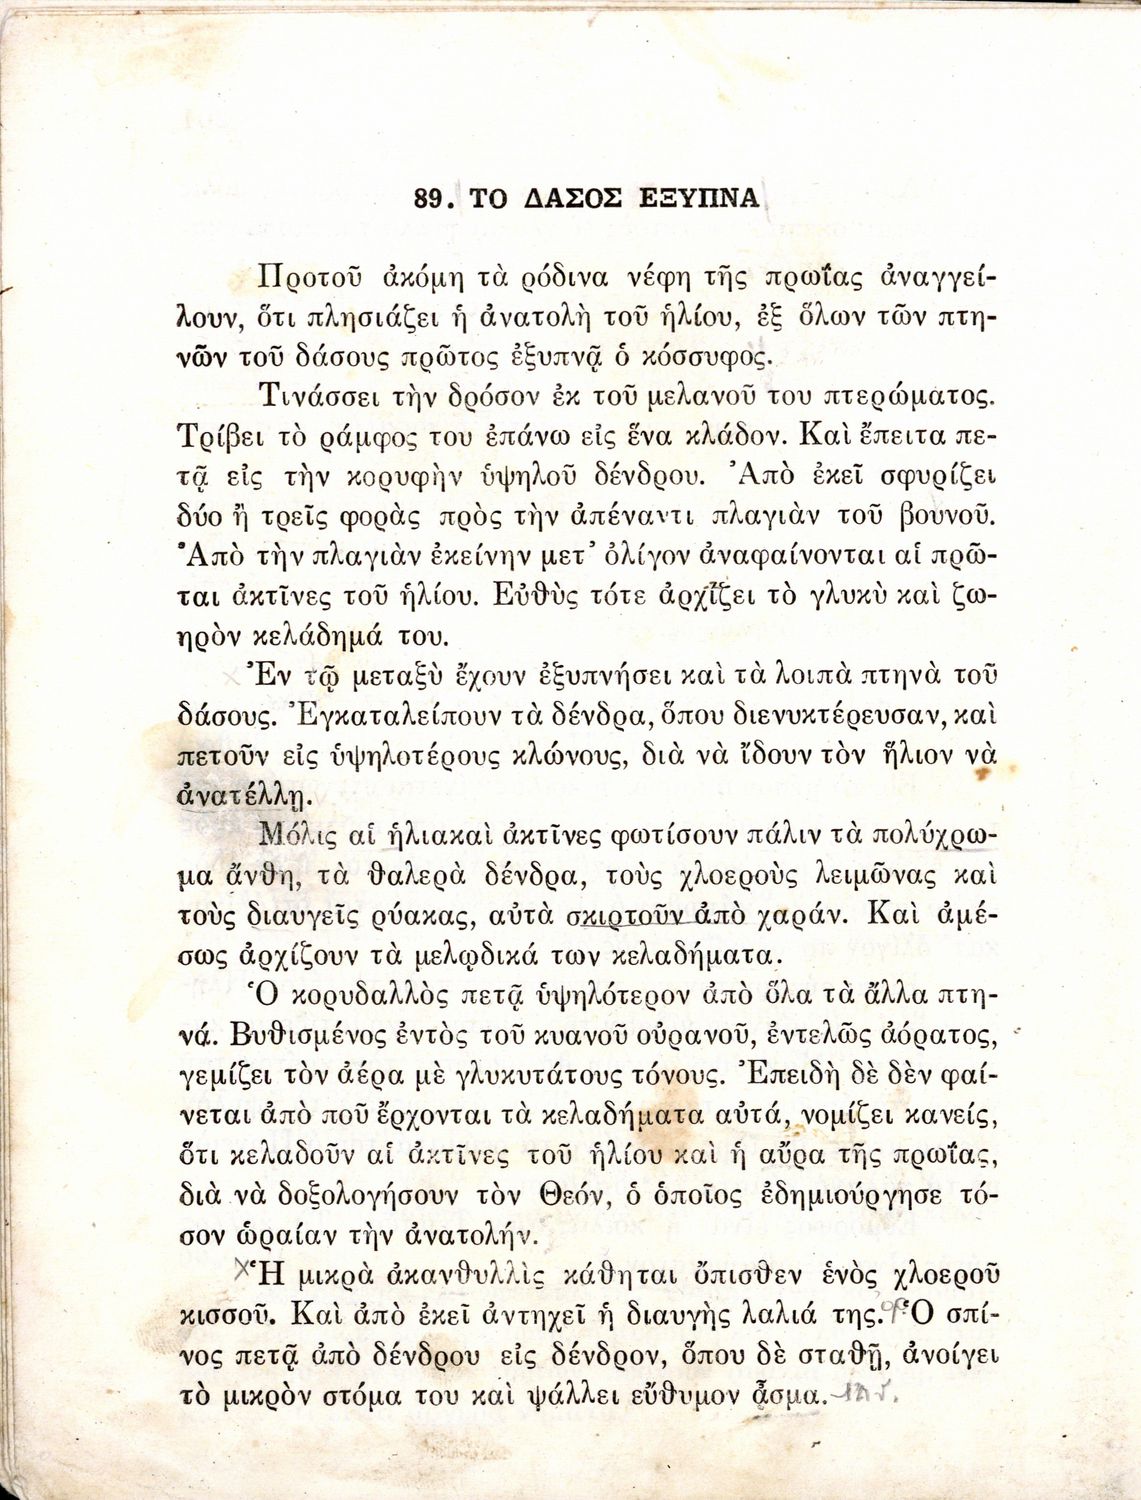 89. ΤΟ ΔΑΣΟΣ ΕΞΥΠΝΑ
Προτοῦ ἀκόμη τὰ ρόδινα νέφη τῆς πρωΐας ἀναγγεί-
λουν, ὅτι πλησιάζει ἡ ἀνατολὴ τοῦ ἡλίου, ἐξ ὅλων τῶν πτη-
νῶν τοῦ δάσους πρῶτος ἐξυπνᾷ ὁ κόσσυφος.
Τινάσσει τὴν δρόσον ἐκ τοῦ μελανοῦ του πτερώματος.
Τρίβει τὸ ράμφος του ἐπάνω εἰς ἕνα κλάδον. Καὶ ἔπειτα πε-
τᾷ εἰς τὴν κορυφὴν ὑψηλοῦ δένδρου. Ἀπὸ ἐκεῖ σφυρίζει
δύο ἢ τρεῖς φορὰς πρὸς τὴν ἀπέναντι πλαγιὰν τοῦ βουνοῦ.
Ἀπὸ τὴν πλαγιὰν ἐκείνην μετ’ ὀλίγον ἀναφαίνονται αἱ πρῶ-
ται ἀκτῖνες τοῦ ἡλίου. Εὐθὺς τότε ἀρχίζει τὸ γλυκὺ καὶ ζω-
ηρὸν κελάδημά του.
Ἐν τῷ μεταξὺ ἔχουν ἐξυπνήσει καὶ τὰ λοιπὰ πτηνὰ τοῦ
δάσους. Ἐγκαταλείπουν τὰ δένδρα, ὅπου διενυκτέρευσαν, καὶ
πετοῦν εἰς ὑψηλοτέρους κλώνους, διὰ νὰ ἴδουν τὸν ἥλιον νὰ
ἀνατέλλῃ.
Μόλις αἱ ἡλιακαὶ ἀκτῖνες φωτίσουν πάλιν τὰ πολύχρω-
μα ἄνθη, τὰ θαλερὰ δένδρα, τοὺς χλοεροὺς λειμῶνας καὶ
τοὺς διαυγεῖς ρύακας, αὐτὰ σκιρτοῦν ἀπὸ χαράν. Καὶ ἀμέ-
σως ἀρχίζουν τὰ μελῳδικά των κελαδήματα.
Ὁ κορυδαλλὸς πετᾷ ὑψηλότερον ἀπὸ ὅλα τὰ ἄλλα πτη-
νά. Βυθισμένος ἐντὸς τοῦ κυανοῦ οὐρανοῦ, ἐντελῶς ἀόρατος,
γεμίζει τὸν ἀέρα μὲ γλυκυτάτους τόνους. Ἐπειδὴ δὲ δὲν φαί-
νεται ἀπὸ ποῦ ἔρχονται τὰ κελαδήματα αὐτά, νομίζει κανείς,
ὅτι κελαδοῦν αἱ ἀκτῖνες τοῦ ἡλίου καὶ ἡ αὔρα τῆς πρωΐας,
διὰ νὰ δοξολογήσουν τὸν Θεόν, ὁ ὁποῖος ἐδημιούργησε τό-
σον ὡραίαν τὴν ἀνατολήν.
Ἡ μικρὰ ἀκανθυλλὶς κάθηται ὄπισθεν ἑνὸς χλοεροῦ
κισσοῦ. Καὶ ἀπὸ ἐκεῖ ἀντηχεῖ ἡ διαυγὴς λαλιά της. Ὁ σπί-
νος πετᾷ ἀπὸ δένδρου εἰς δένδρον, ὅπου δὲ σταθῇ, ἀνοίγει
τὸ μικρὸν στόμα του καὶ ψάλλει εὔθυμον ᾆσμα.